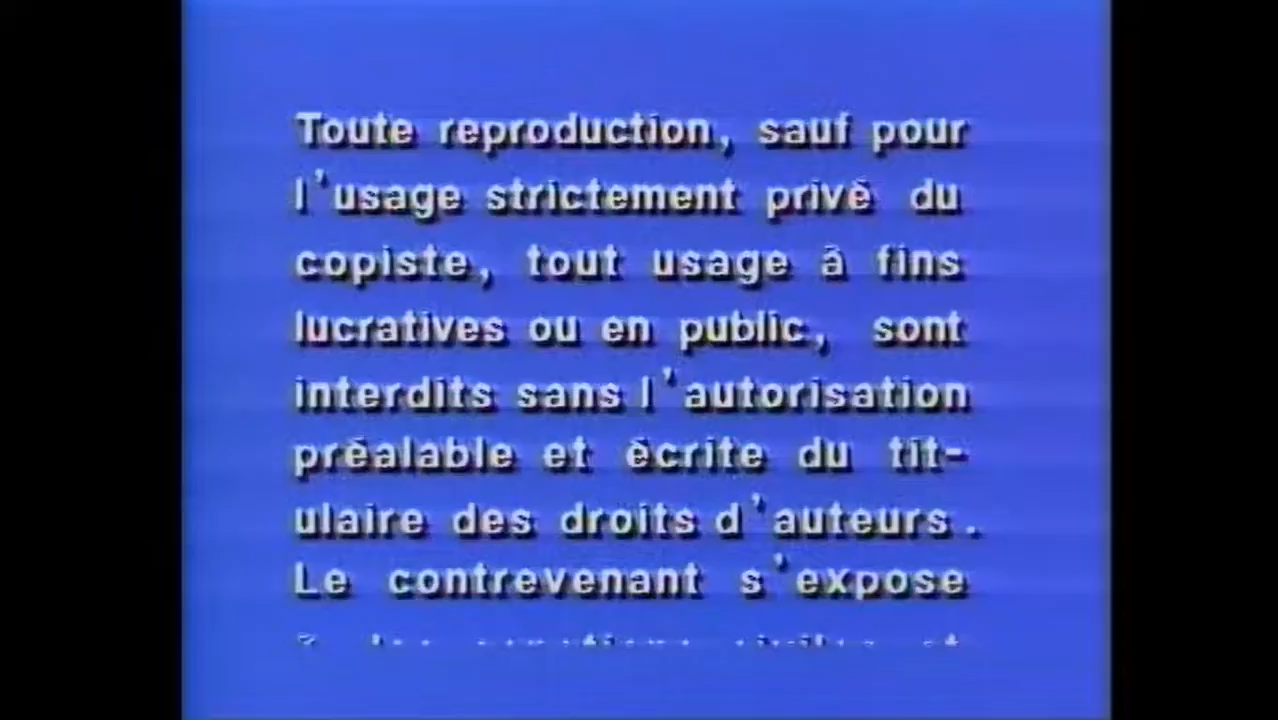 Toute reproduction, sauf pour
l'usage strictement privé du
copiste, tout usage à fins
lucratives ou en public, sont
interdits sans l'autorisation
préalable et écrite du tit-
ulaire des droits d'auteurs.
Le contrevenant s'expose